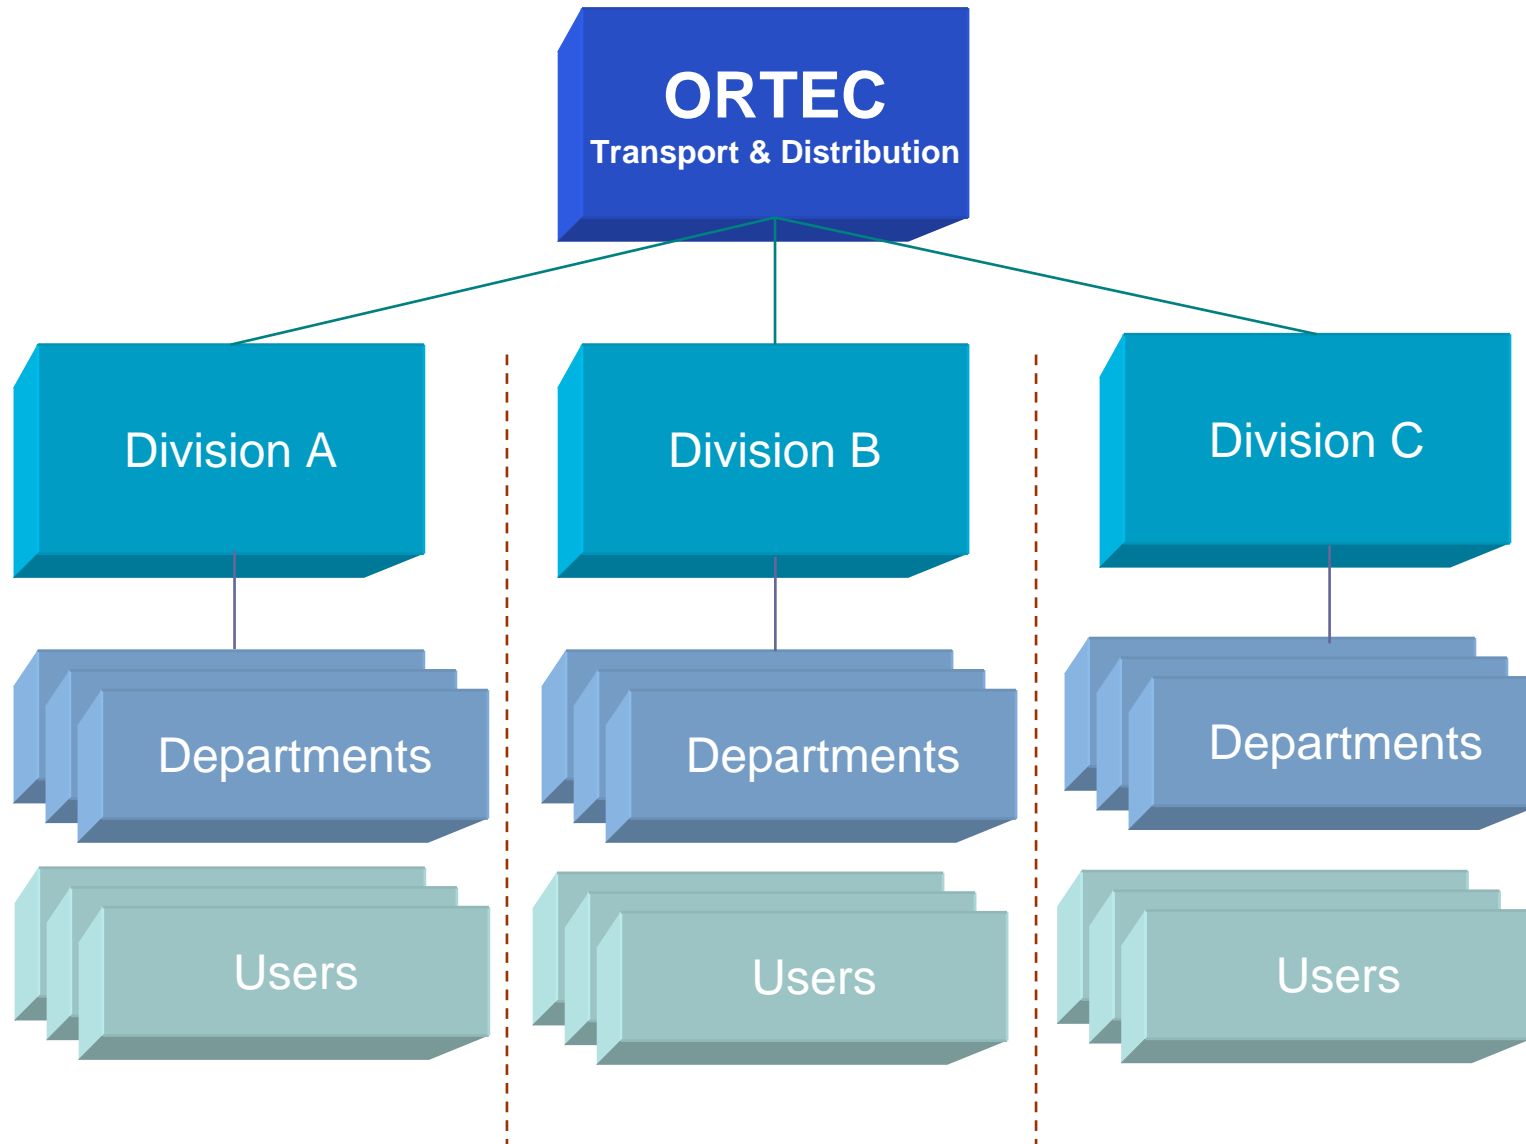 ORTEC
Transport & Distribution
Division A
Division B
Division C
Departments
Departments
Departments
Users
Users
Users